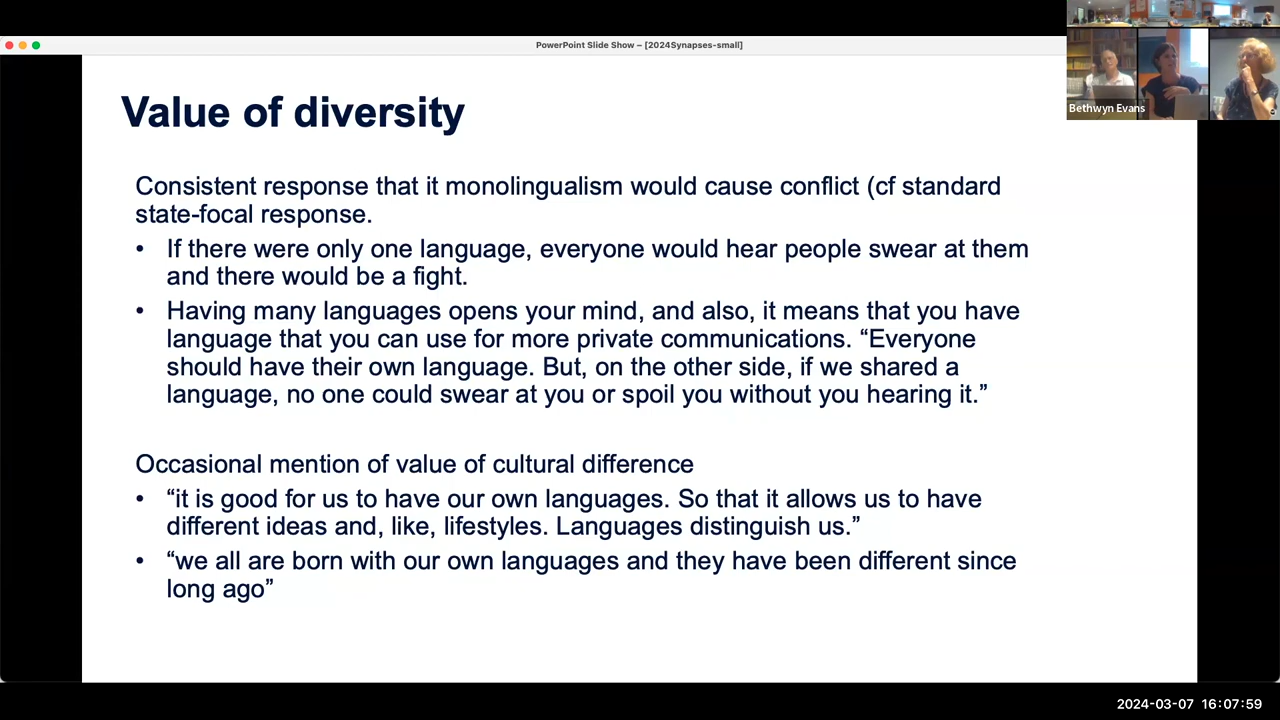 PowerPoint Slide Show – [2024Synapses-small]
Bethwyn Evans
Value of diversity
Consistent response that it monolingualism would cause conflict (cf standard
state-focal response.
• If there were only one language, everyone would hear people swear at them
and there would be a fight.
• Having many languages opens your mind, and also, it means that you have
language that you can use for more private communications. “Everyone
should have their own language. But, on the other side, if we shared a
language, no one could swear at you or spoil you without you hearing it.”
Occasional mention of value of cultural difference
• “it is good for us to have our own languages. So that it allows us to have
different ideas and, like, lifestyles. Languages distinguish us.”
• “we all are born with our own languages and they have been different since
long ago”
2024-03-07 16:07:59